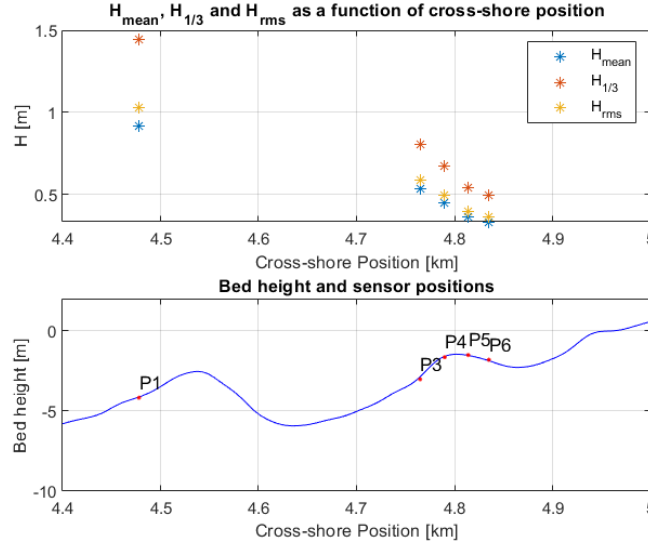 H_mean, H_1/3 and H_rms as a function of cross-shore position
1.5
1
0.5
H [m]
H_mean
H_1/3
H_rms
4.4 4.5 4.6 4.7 4.8 4.9 5
Cross-shore Position [km]
Bed height and sensor positions
0
-5
-10
Bed height [m]
P1
P3
P4
P5
P6
4.4 4.5 4.6 4.7 4.8 4.9 5
Cross-shore Position [km]